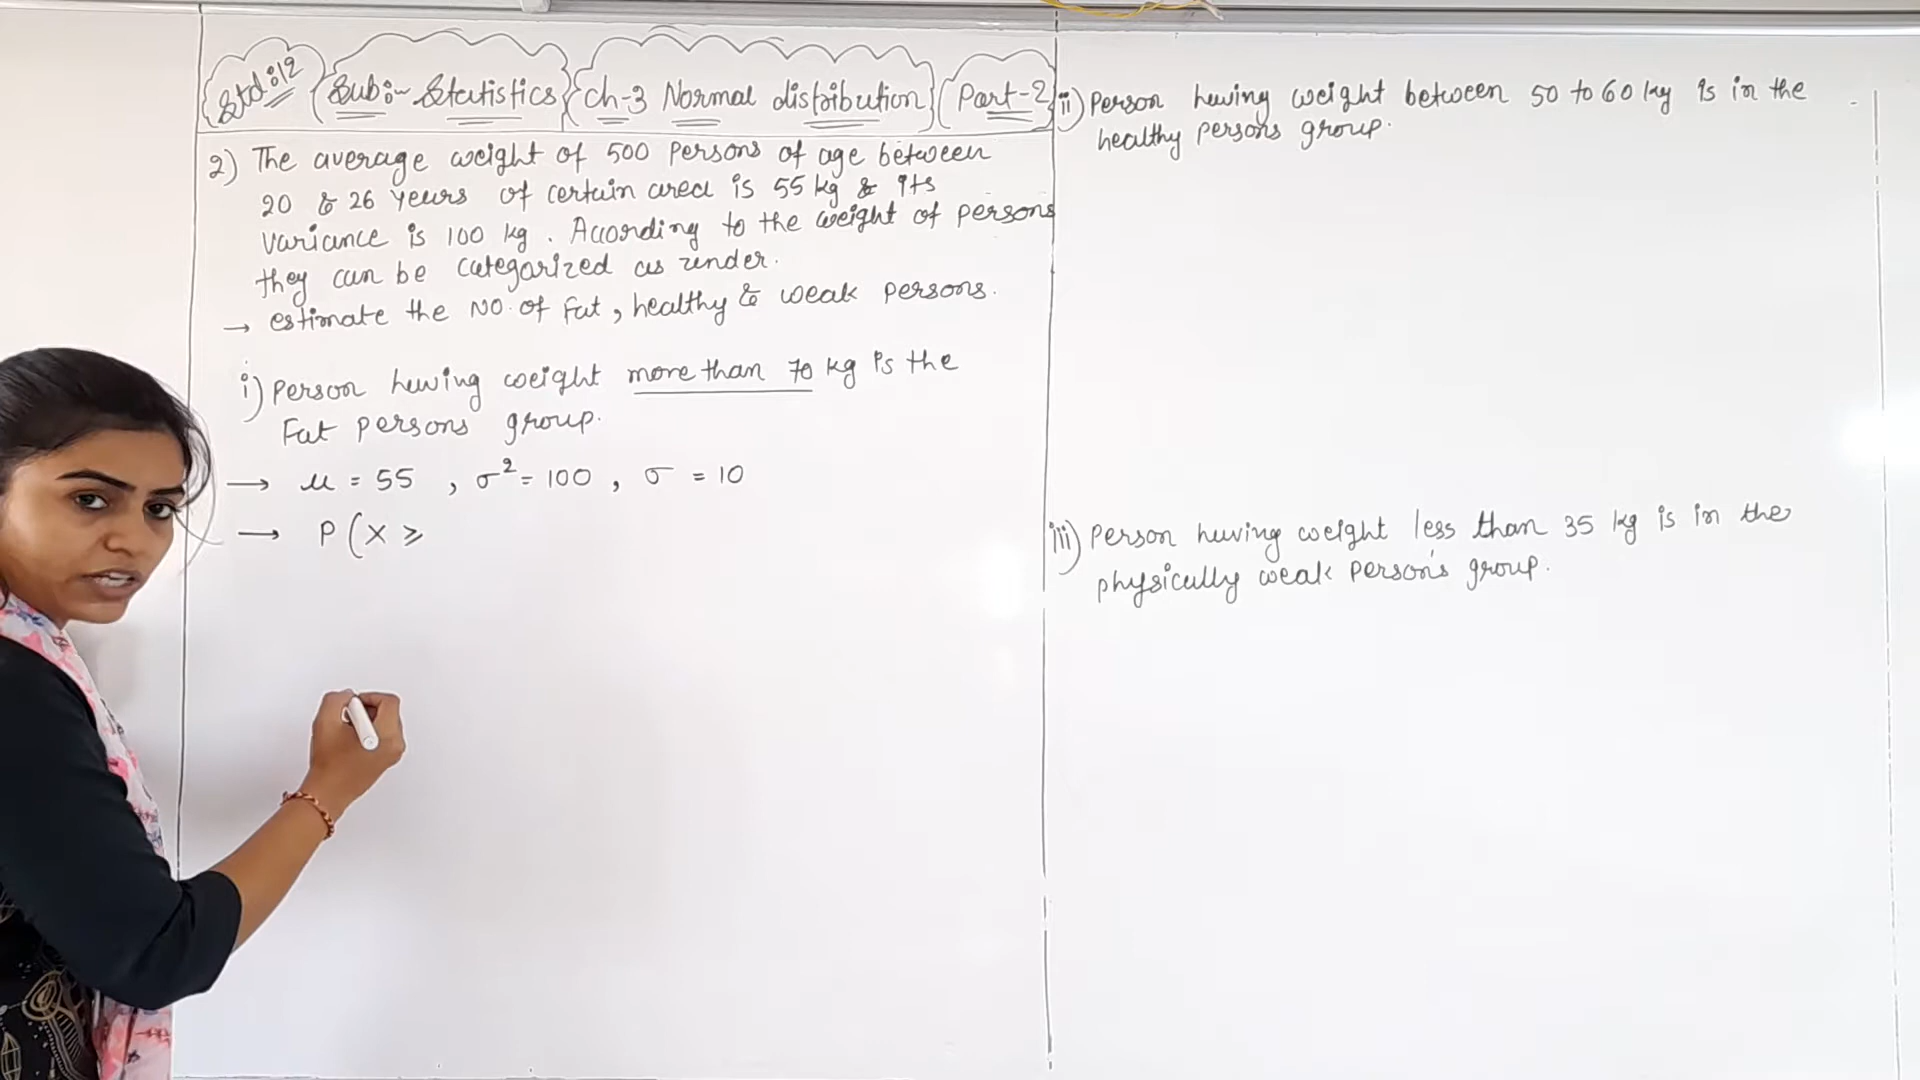 Std:12
Sub:- Statistics
Ch-3 Normal distribution
Part-2
2) The average weight of 500 persons of age between
20 & 26 years of certain area is 55 kg & its
variance is 100 kg. According to the weight of persons
they can be categorized as under.
→ estimate the No. of Fat, healthy & weak persons.
i) Person having weight more than 70 kg is the
Fat persons group.
→ μ = 55 , σ² = 100 , σ = 10
→ P(X ⩾
ii) Person having weight between 50 to 60 kg is in the
healthy persons group.
iii) Person having weight less than 35 kg is in the
physically weak person's group.